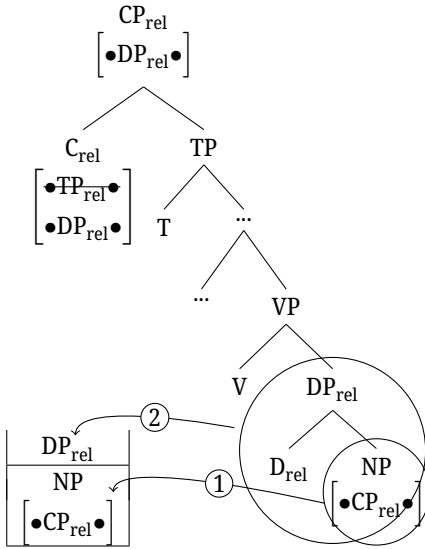 CP_rel
[•DP_rel•]
C_rel TP
[•TP_rel•
•DP_rel•]
T ...
... VP
V DP_rel
② 
DP_rel
D_rel NP
NP
①
[•CP_rel•]
[•CP_rel•]